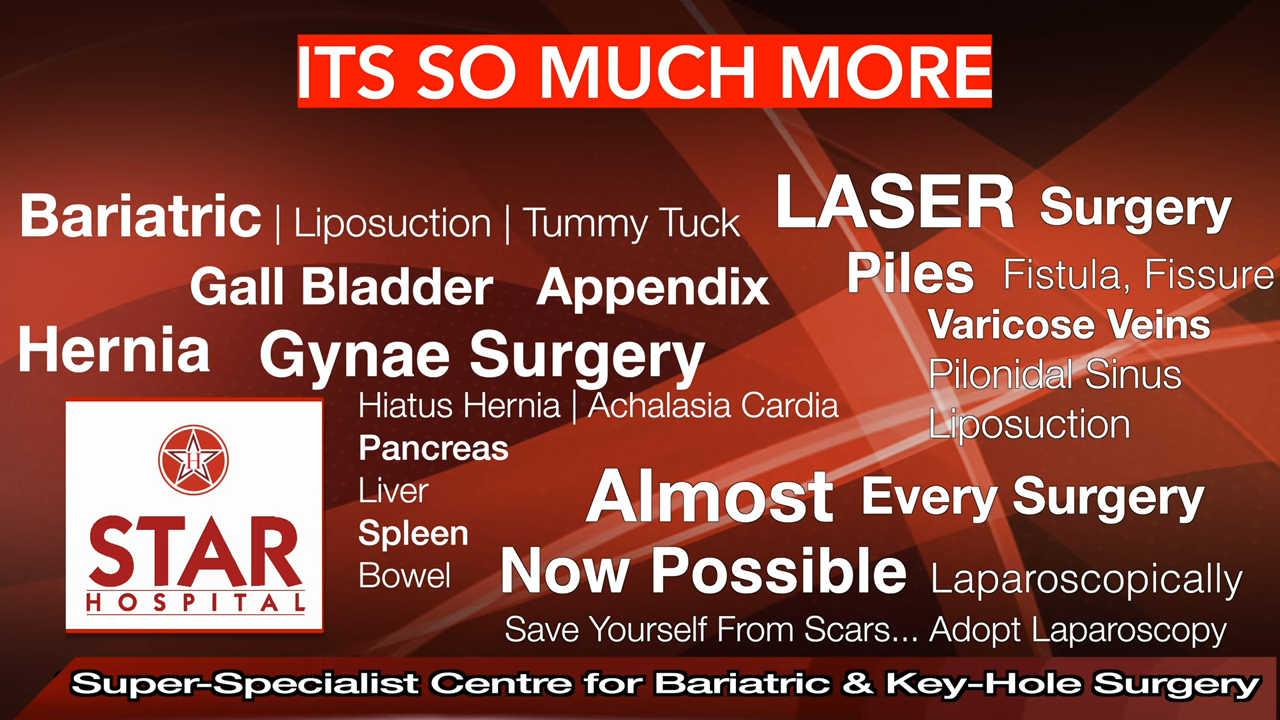 ITS SO MUCH MORE
Bariatric | Liposuction | Tummy Tuck
Gall Bladder Appendix
Hernia Gynae Surgery
Hiatus Hernia | Achalasia Cardia
Pancreas
Liver
Spleen
Bowel
LASER Surgery
Piles Fistula, Fissure
Varicose Veins
Pilonidal Sinus
Liposuction
Almost Every Surgery
Now Possible Laparoscopically
Save Yourself From Scars... Adopt Laparoscopy
H
STAR
HOSPITAL
Super-Specialist Centre for Bariatric & Key-Hole Surgery